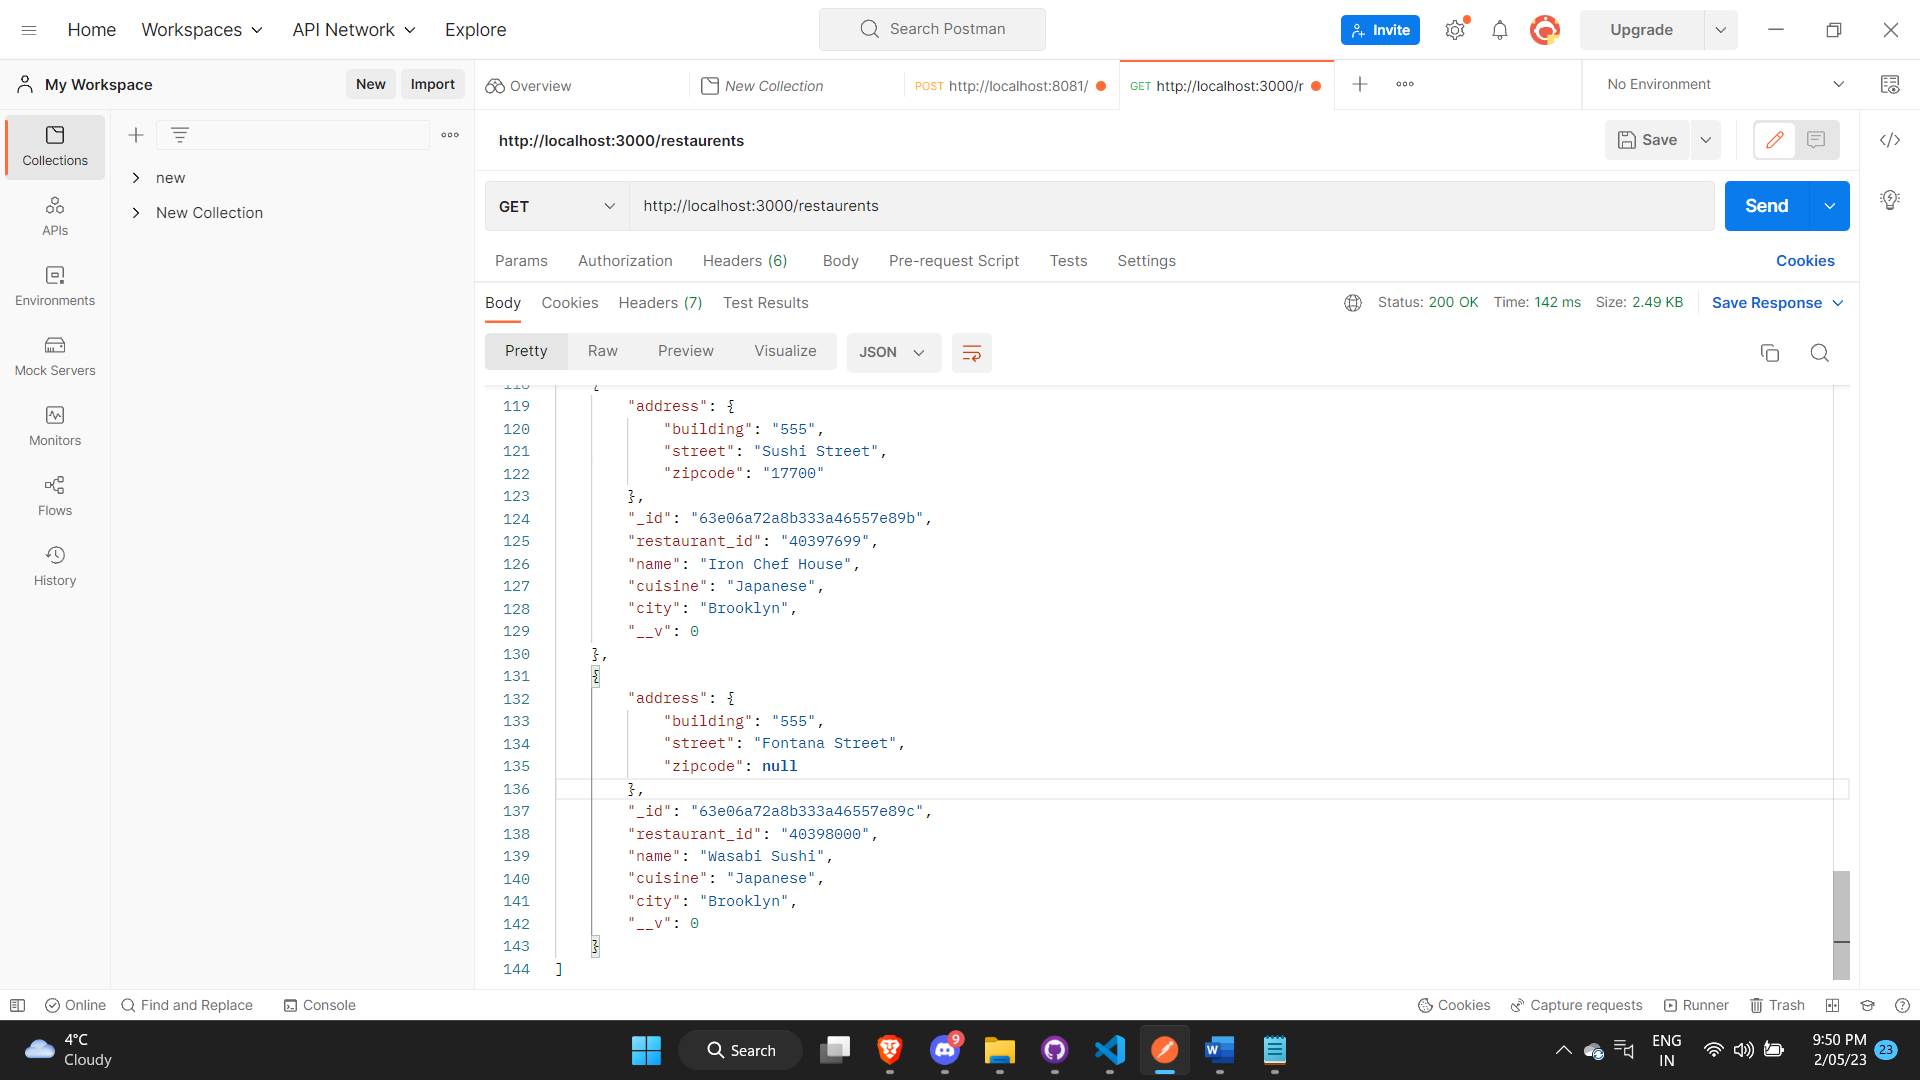 Home
Workspaces
API Network
Explore
Search Postman
Invite
Upgrade
My Workspace
New
Import
Overview
New Collection
POST http://localhost:8081/
GET http://localhost:3000/r
No Environment
Collections
APIs
Environments
Mock Servers
Monitors
Flows
History
new
New Collection
http://localhost:3000/restaurents
Save
GET
http://localhost:3000/restaurents
Send
Params
Authorization
Headers (6)
Body
Pre-request Script
Tests
Settings
Cookies
Body
Cookies
Headers (7)
Test Results
Status: 200 OK
Time: 142 ms
Size: 2.49 KB
Save Response
Pretty
Raw
Preview
Visualize
JSON
118 {
119 "address": {
120 "building": "555",
121 "street": "Sushi Street",
122 "zipcode": "17700"
123 },
124 "_id": "63e06a72a8b333a46557e89b",
125 "restaurant_id": "40397699",
126 "name": "Iron Chef House",
127 "cuisine": "Japanese",
128 "city": "Brooklyn",
129 "__v": 0
130 },
131 {
132 "address": {
133 "building": "555",
134 "street": "Fontana Street",
135 "zipcode": null
136 },
137 "_id": "63e06a72a8b333a46557e89c",
138 "restaurant_id": "40398000",
139 "name": "Wasabi Sushi",
140 "cuisine": "Japanese",
141 "city": "Brooklyn",
142 "__v": 0
143 }
144 ]
Online
Find and Replace
Console
Cookies
Capture requests
Runner
Trash
4°C
Cloudy
Search
9
ENG
IN
9:50 PM
2/05/23
23